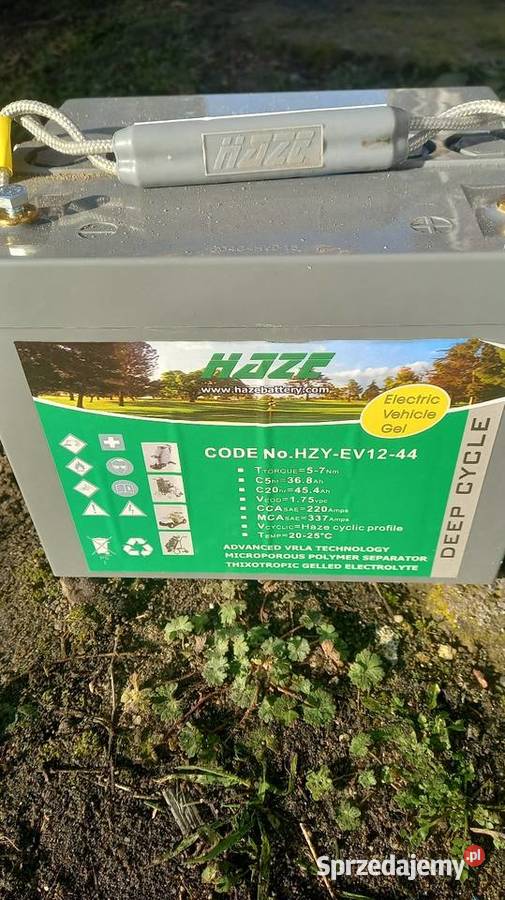 HAZE
HAZE
www.hazebattery.com
Electric
Vehicle
Gel
CODE No.HZY-EV12-44
TTORQUE=5-7Nm
C5hr=36.8Ah
C20hr=45.4Ah
VEOD=1.75vpc
CCASAE=220Amps
MCASAE=337Amps
VCYCLIC=Haze cyclic profile
TEMP=20-25°C
DEEP CYCLE
ADVANCED VRLA TECHNOLOGY
MICROPOROUS POLYMER SEPARATOR
THIXOTROPIC GELLED ELECTROLYTE
Sprzedajemy.pl